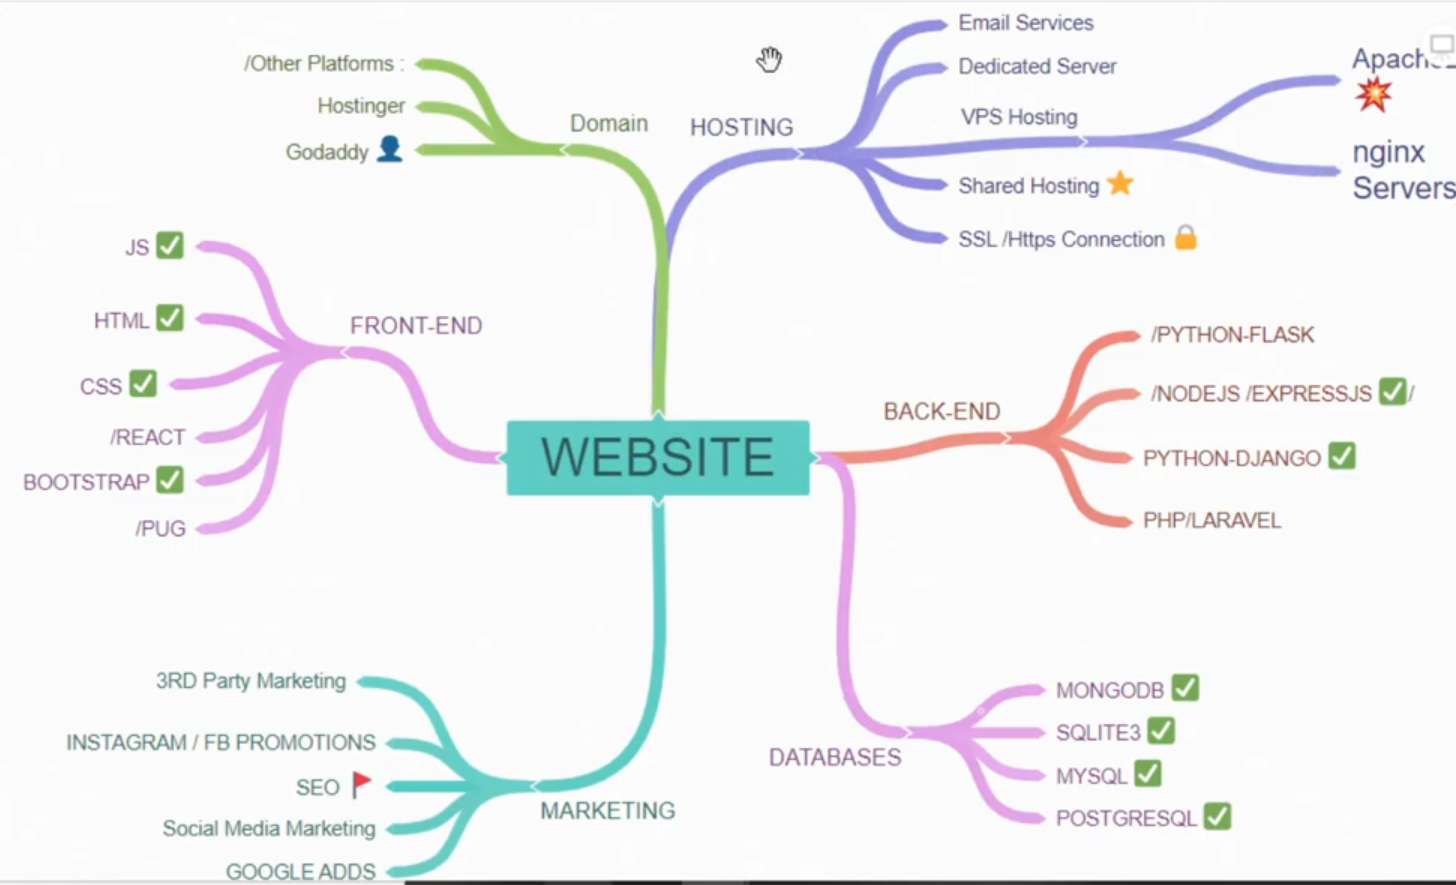 Email Services
/Other Platforms :
Dedicated Server
Hostinger
Domain
HOSTING
VPS Hosting
Godaddy
nginx
Servers
Shared Hosting
SSL /Https Connection
JS
HTML
FRONT-END
CSS
/REACT
BOOTSTRAP
/PUG
WEBSITE
BACK-END
/PYTHON-FLASK
/NODEJS /EXPRESSJS /
PYTHON-DJANGO
PHP/LARAVEL
3RD Party Marketing
INSTAGRAM / FB PROMOTIONS
SEO
Social Media Marketing
GOOGLE ADDS
MARKETING
DATABASES
MONGODB
SQLITE3
MYSQL
POSTGRESQL